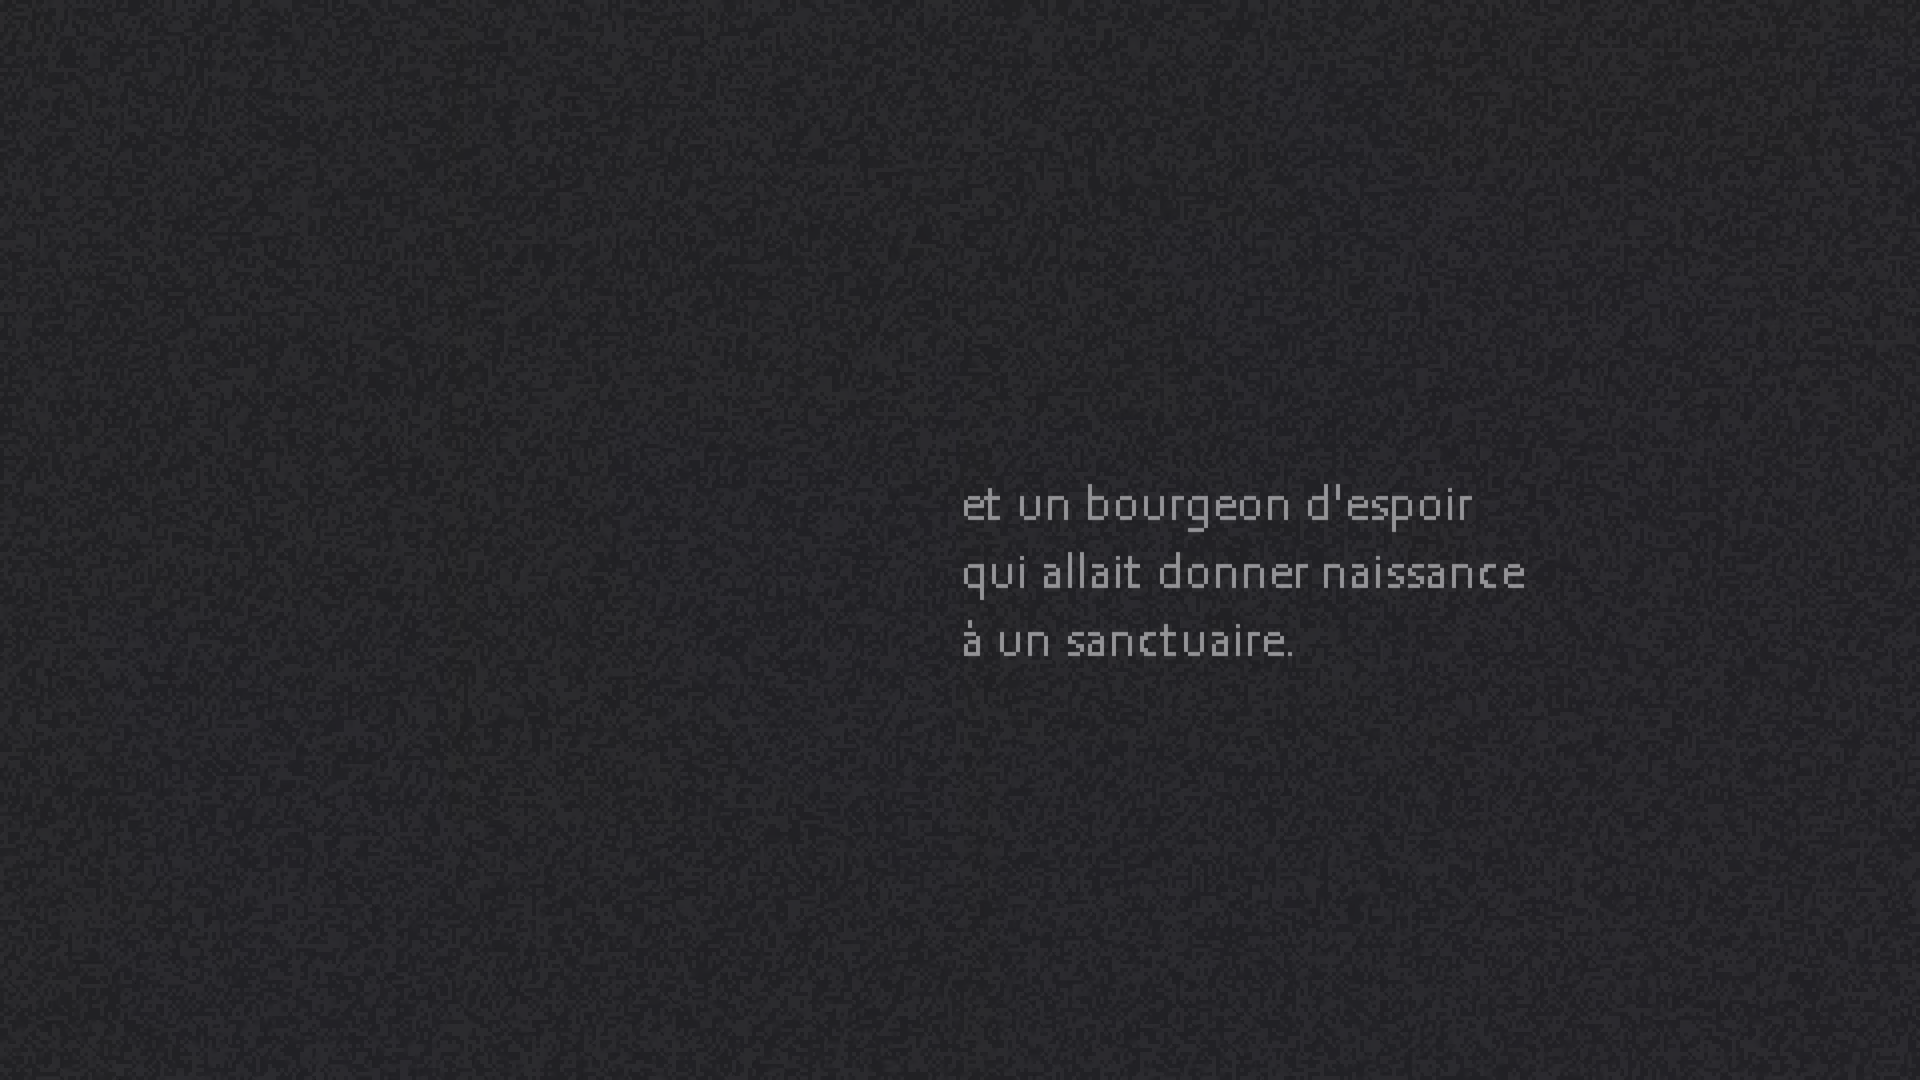 et un bourgeon d'espoir
qui allait donner naissance
à un sanctuaire.